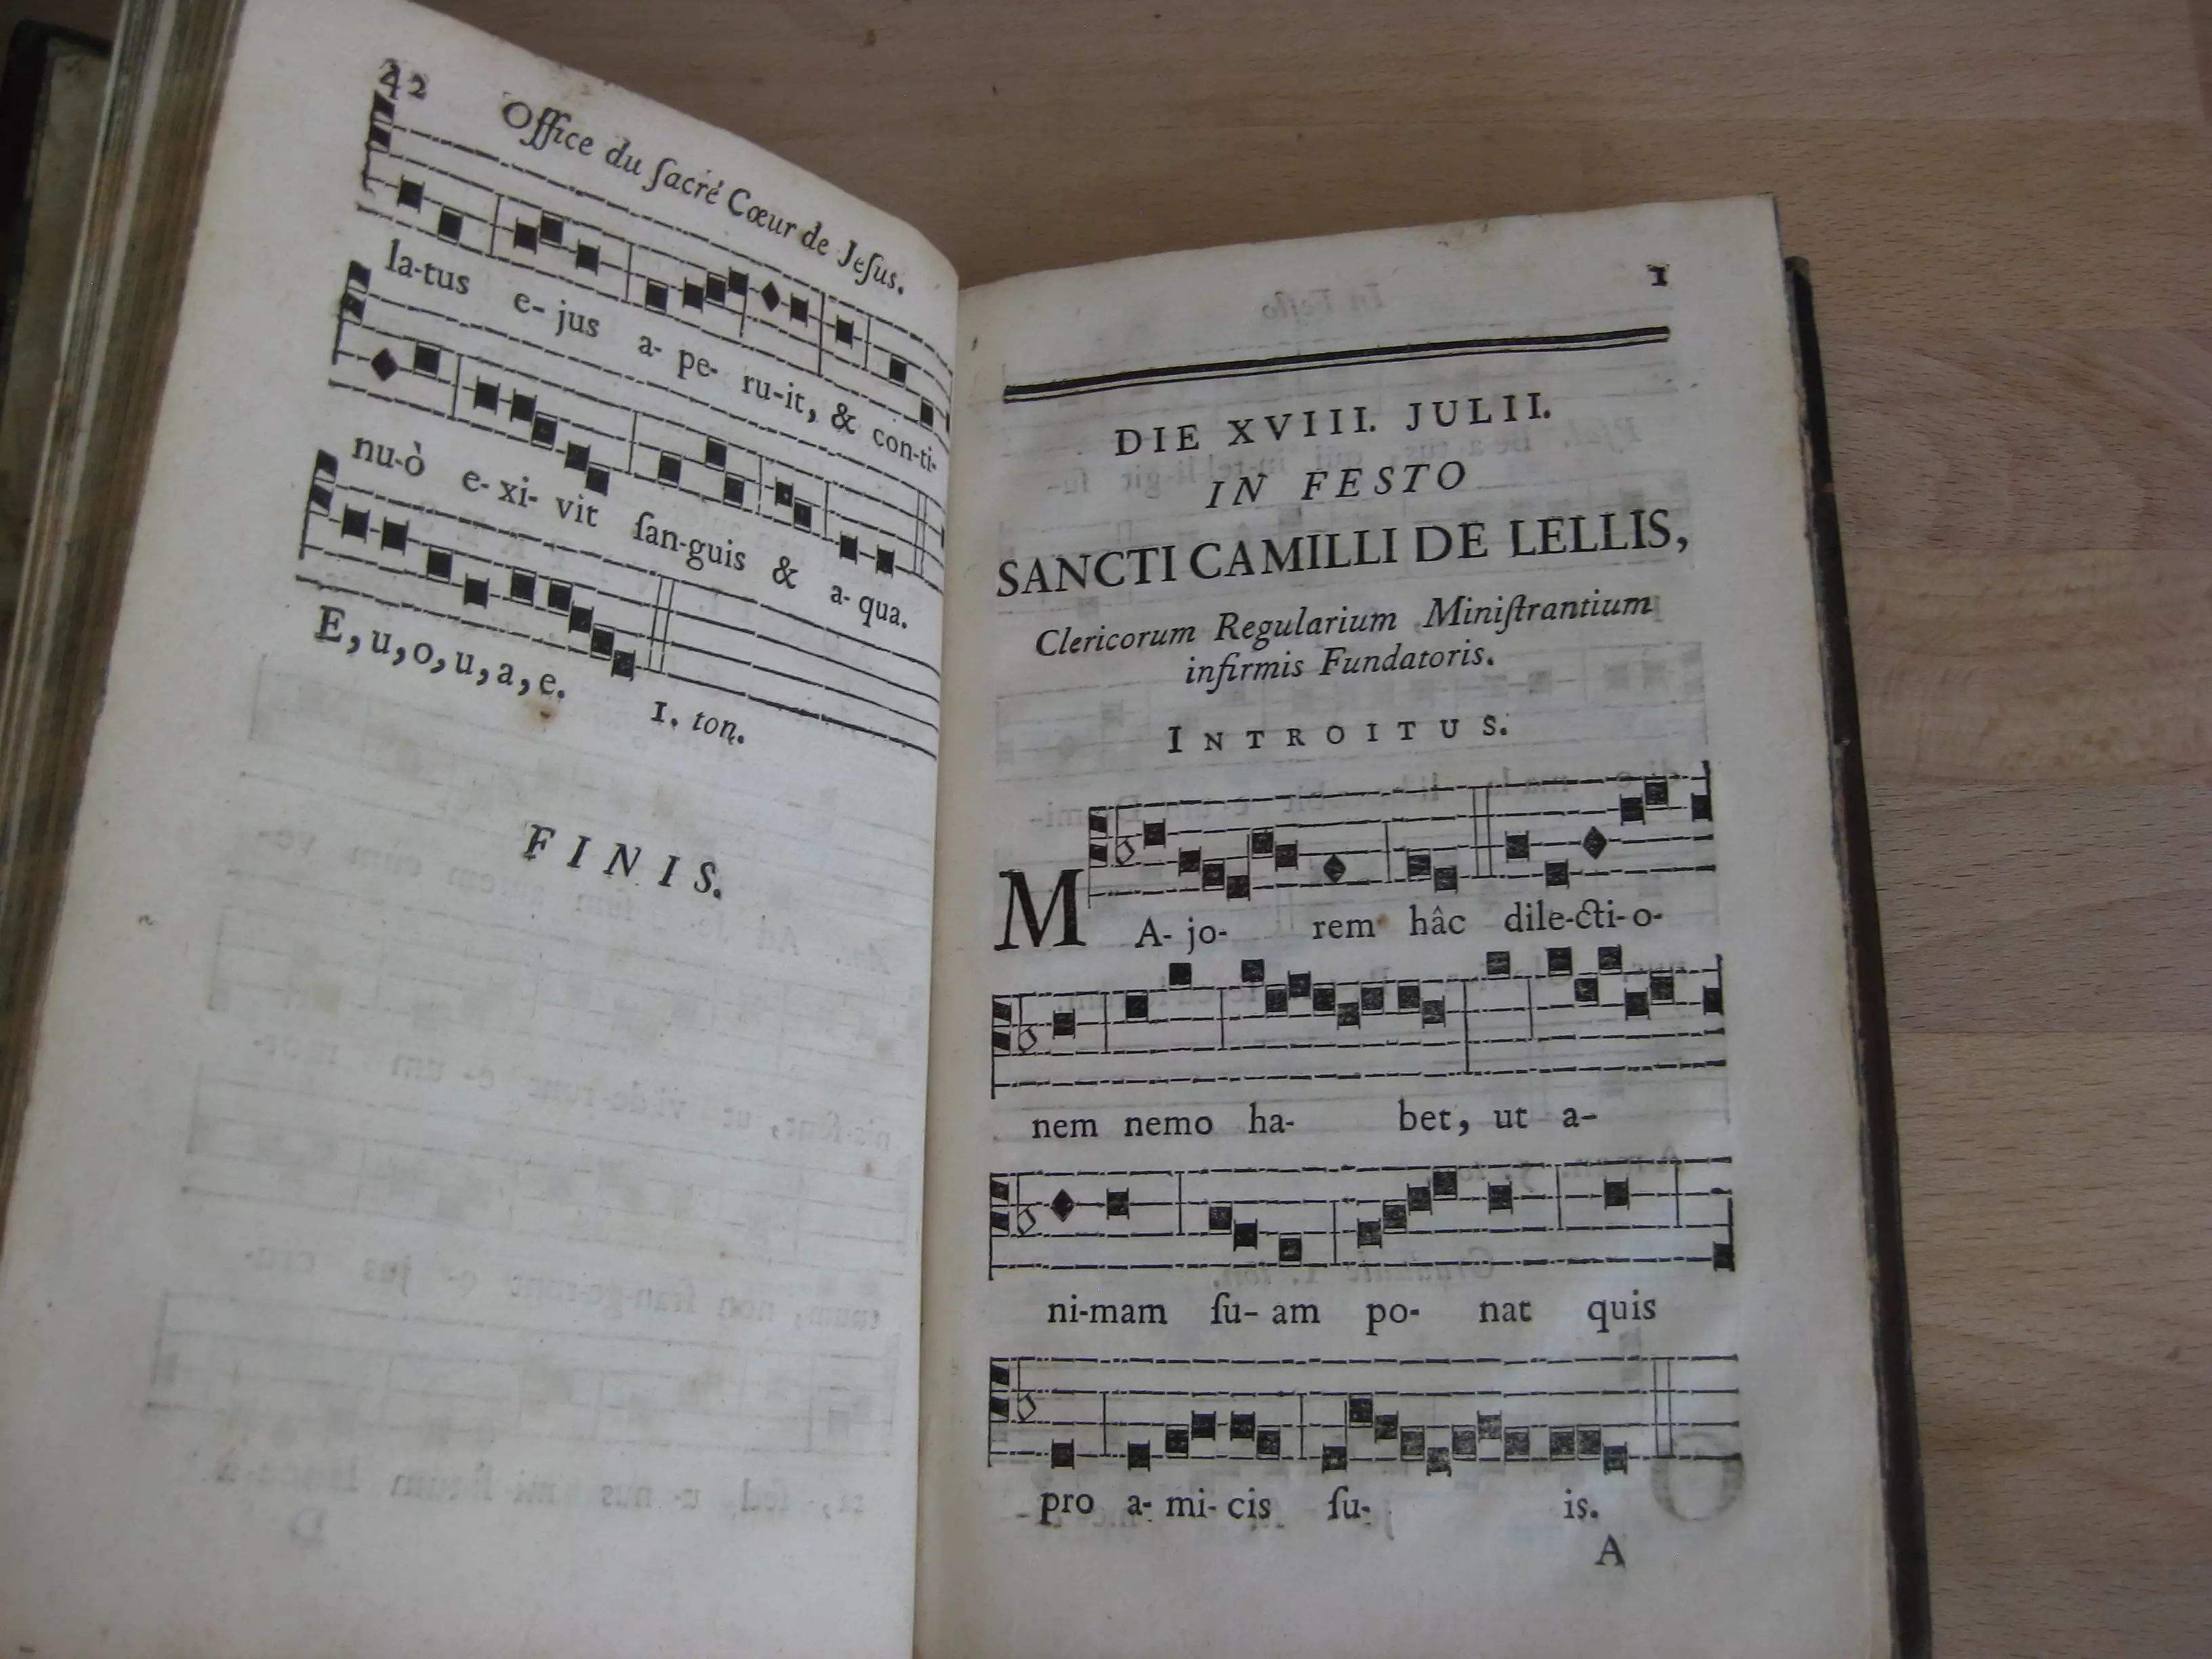 42
Office du ſacré Cœur de Jeſus.
la-tus e- jus a- pe- ru-it, & con-ti-
nu-ò e- xi- vit ſan-guis & a- qua.
E, u, o, u, a, e. 1. ton.
FINIS.
1
DIE XVIII. JULII.
IN FESTO
SANCTI CAMILLI DE LELLIS,
Clericorum Regularium Miniſtrantium
infirmis Fundatoris.
INTROITUS.
MA- jo- rem hâc dile-cti-o-
nem nemo ha- bet, ut a-
ni-mam ſu- am po- nat quis
pro a- mi- cis ſu- is.
A